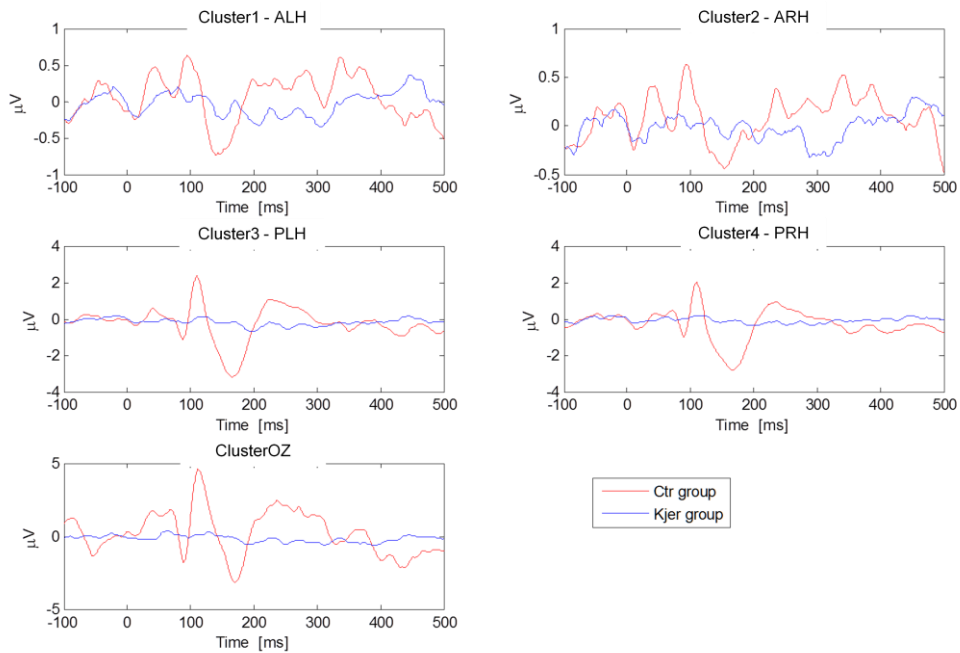 Cluster1 - ALH
1
0.5
0
-0.5
-1
μV
-100 0 100 200 300 400 500
Time [ms]
Cluster2 - ARH
1
0.5
0
-0.5
μV
-100 0 100 200 300 400 500
Time [ms]
Cluster3 - PLH
4
2
0
-2
-4
μV
-100 0 100 200 300 400 500
Time [ms]
Cluster4 - PRH
4
2
0
-2
-4
μV
-100 0 100 200 300 400 500
Time [ms]
ClusterOZ
5
0
-5
μV
-100 0 100 200 300 400 500
Time [ms]
Ctr group
Kjer group